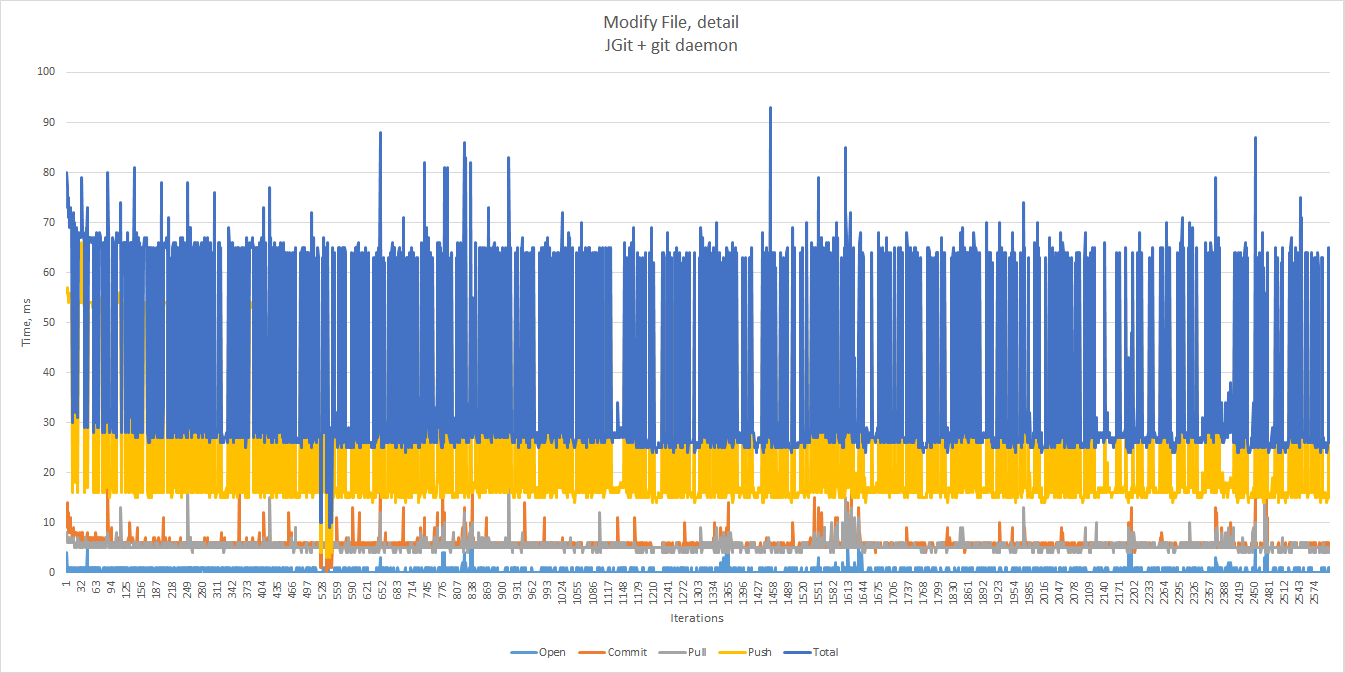 Modify File, detail
JGit + git daemon
100
90
80
70
60
50
40
30
20
10
0
Time, ms
1 32 63 94 125 156 187 218 249 280 311 342 373 404 435 466 497 528 559 590 621 652 683 714 745 776 807 838 869 900 931 962 993 1024 1055 1086 1117 1148 1179 1210 1241 1272 1303 1334 1365 1396 1427 1458 1489 1520 1551 1582 1613 1644 1675 1706 1737 1768 1799 1830 1861 1892 1923 1954 1985 2016 2047 2078 2109 2140 2171 2202 2233 2264 2295 2326 2357 2388 2419 2450 2481 2512 2543 2574
Iterations
Open Commit Pull Push Total